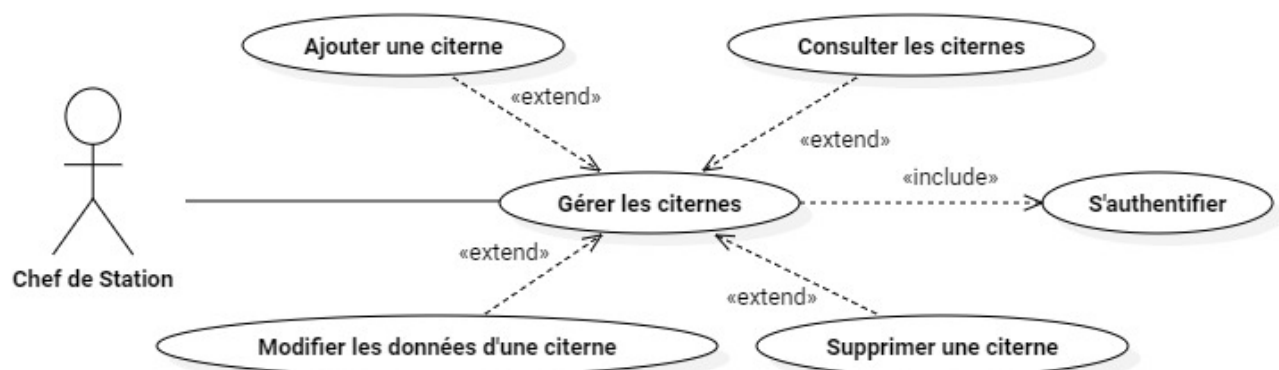 Ajouter une citerne
Consulter les citernes
«extend»
«extend»
«include»
Gérer les citernes
S'authentifier
«extend»
Chef de Station
«extend»
Modifier les données d'une citerne
Supprimer une citerne